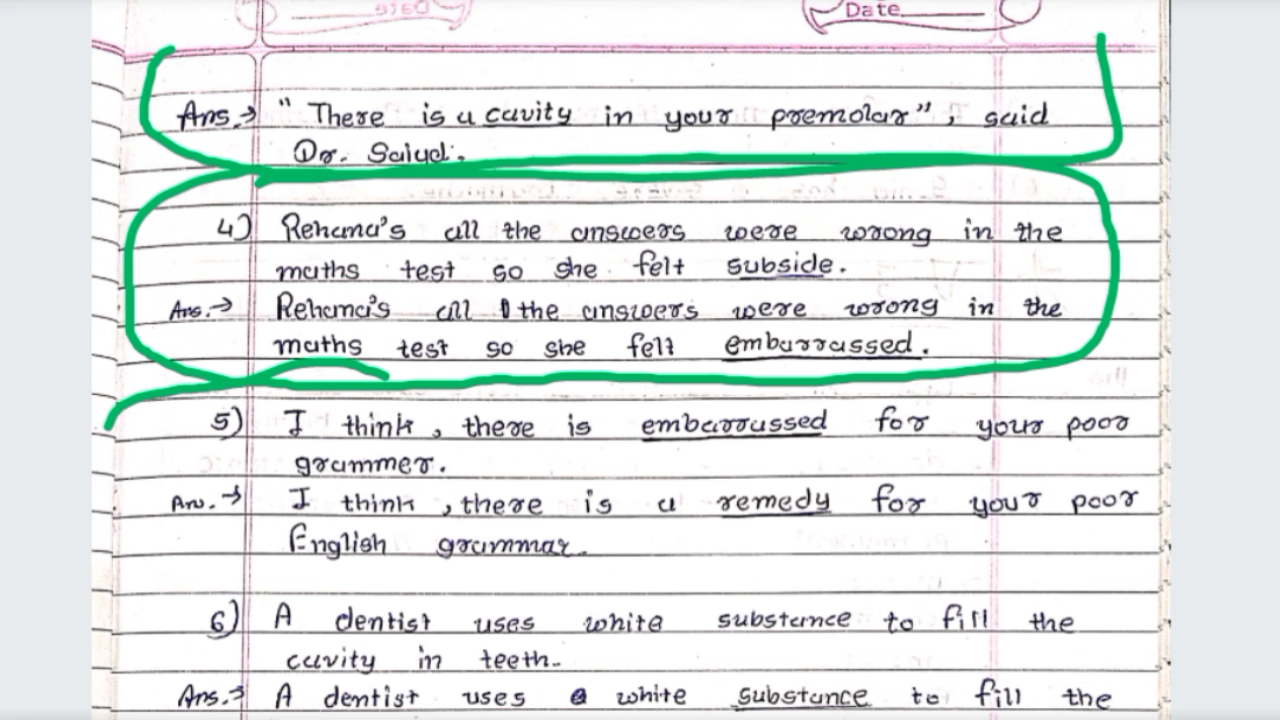 Date
Ans.→ "There is a cavity in your premolar", said
Dr. Saiyd.
4) Rehana's all the answers were wrong in the
maths test so she felt subside.
Ans.→ Rehana's all the answers were wrong in the
maths test so she felt embarrassed.
5) I think, there is embarrassed for your poor
grammer.
Ans.→ I think, there is a remedy for your poor
English grammar.
6) A dentist uses white substance to fill the
cavity in teeth.
Ans.→ A dentist uses a white substance to fill the